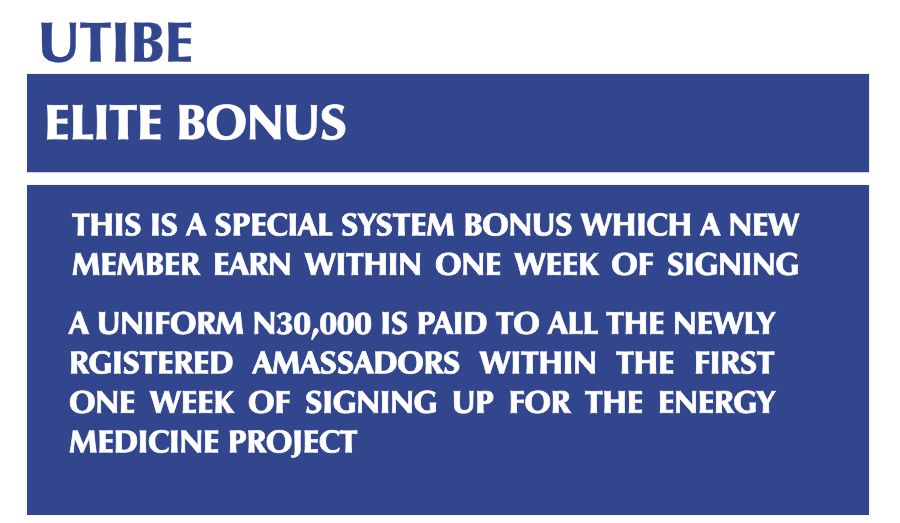 UTIBE
ELITE BONUS
THIS IS A SPECIAL SYSTEM BONUS WHICH A NEW
MEMBER EARN WITHIN ONE WEEK OF SIGNING
A UNIFORM N30,000 IS PAID TO ALL THE NEWLY
RGISTERED AMASSADORS WITHIN THE FIRST
ONE WEEK OF SIGNING UP FOR THE ENERGY
MEDICINE PROJECT